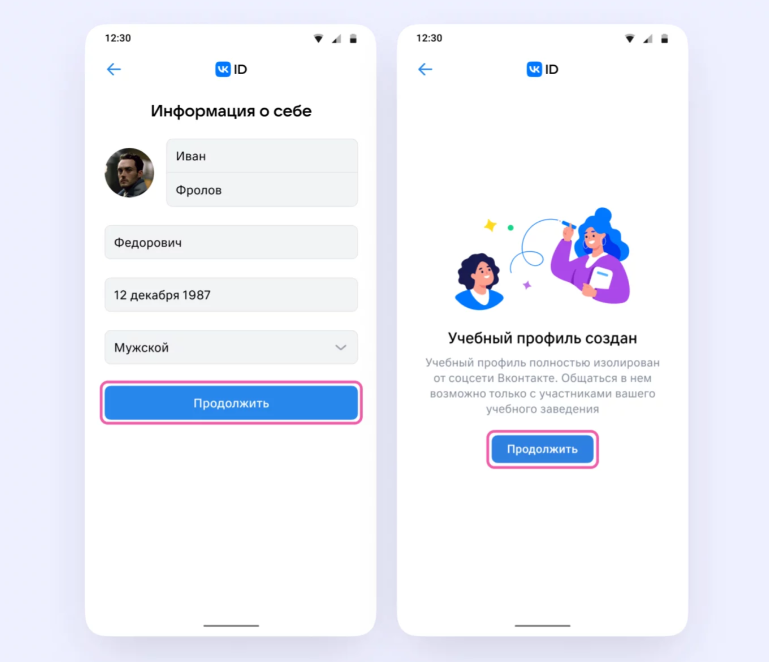 12:30
VK ID
Информация о себе
Иван
Фролов
Федорович
12 декабря 1987
Мужской
Продолжить
12:30
VK ID
Учебный профиль создан
Учебный профиль полностью изолирован
от соцсети Вконтакте. Общаться в нем
возможно только с участниками вашего
учебного заведения
Продолжить